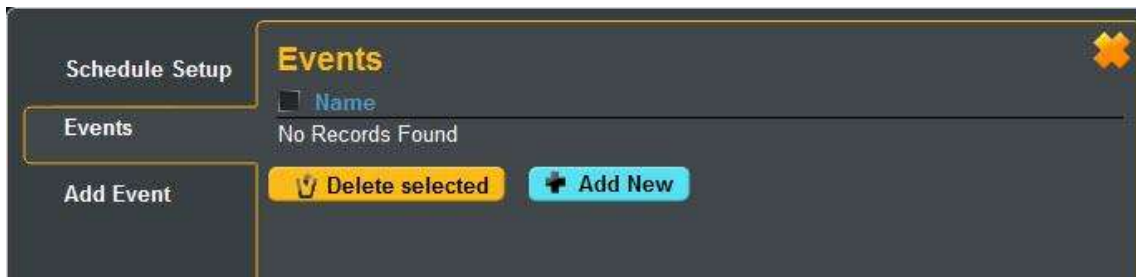 Schedule Setup
Events
Add Event
Events
Name
No Records Found
Delete selected
Add New